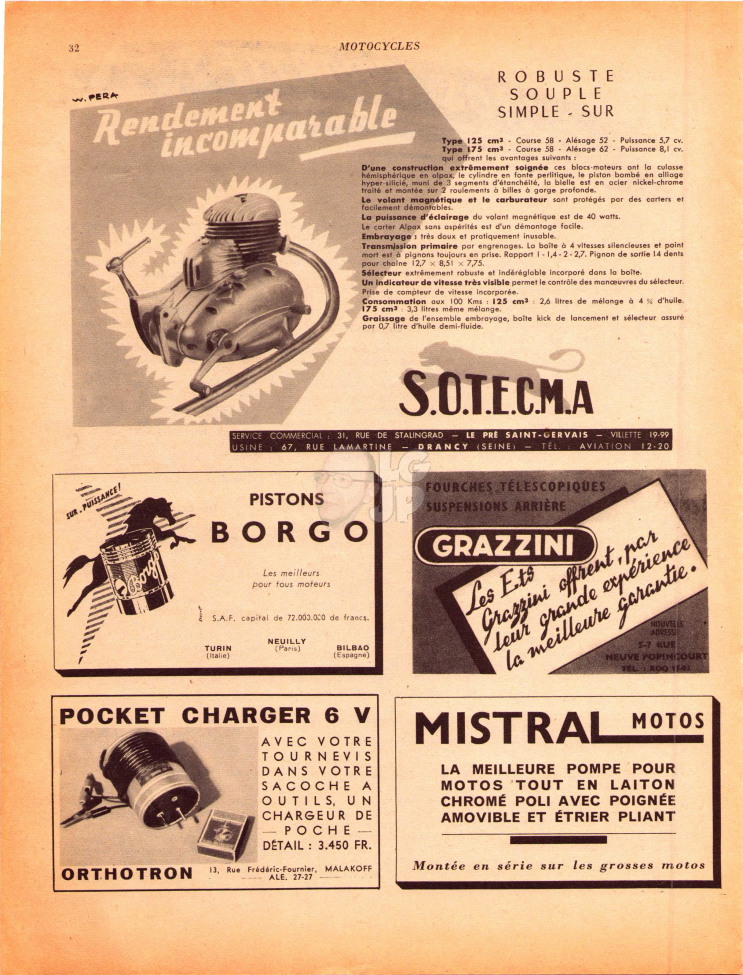 32
MOTOCYCLES
W. PERA
Rendement
incomparable
ROBUSTE
SOUPLE
SIMPLE - SUR
Type 125 cm³ - Course 58 - Alésage 52 - Puissance 5,7 cv.
Type 175 cm³ - Course 58 - Alésage 62 - Puissance 8,1 cv.
qui offrent les avantages suivants :
D'une construction extrêmement soignée ces blocs-moteurs ont la culasse
hémisphérique en alpax, le cylindre en fonte perlitique, le piston bombé en alliage
hyper-silicié, muni de 3 segments d'étanchéité, la bielle est en acier nickel-chrome
traité et montée sur 2 roulements à billes à gorge profonde.
Le volant magnétique et le carburateur sont protégés par des carters et
facilement démontables.
La puissance d'éclairage du volant magnétique est de 40 watts.
Le carter Alpax sans aspérités est d'un démontage facile.
Embrayage : très doux et pratiquement inusable.
Transmission primaire par engrenages. La boîte à 4 vitesses silencieuses et point
mort est à pignons toujours en prise. Rapport 1 - 1,4 - 2 - 2,7. Pignon de sortie 14 dents
pour chaîne 12,7 × 8,51 × 7,75.
Sélecteur extrêmement robuste et indéréglable incorporé dans la boîte.
Un indicateur de vitesse très visible permet le contrôle des manœuvres du sélecteur.
Prise de compteur de vitesse incorporée.
Consommation aux 100 Kms : 125 cm³ : 2,6 litres de mélange à 4 % d'huile.
175 cm³ : 3,3 litres même mélange.
Graissage de l'ensemble embrayage, boîte kick de lancement et sélecteur assuré
par 0,7 litre d'huile demi-fluide.
S.O.T.E.C.M.A
SERVICE COMMERCIAL : 31, RUE DE STALINGRAD — LE PRÉ SAINT-GERVAIS — VILLETTE 19-99
USINE : 67, RUE LAMARTINE — DRANCY (SEINE) — TÉL. : AVIATION 12-20
LG
JP
SUR-PUISSANCE !
Borgo
PISTONS
BORGO
Les meilleurs
pour tous moteurs
S.A.F. capital de 72.000.000 de francs.
TURIN
(Italie)
NEUILLY
(Paris)
BILBAO
(Espagne)
FOURCHES TÉLESCOPIQUES
SUSPENSIONS ARRIÈRE
GRAZZINI
Les Ets
Grazzini offrent, par
leur grande expérience
la meilleure garantie.
NOUVELLE
ADRESSE
5-7 RUE
NEUVE POPINCOURT
TÉL. : ROQ
POCKET CHARGER 6 V
AVEC VOTRE
TOURNEVIS
DANS VOTRE
SACOCHE A
OUTILS, UN
CHARGEUR DE
— POCHE —
DÉTAIL : 3.450 FR.
ORTHOTRON
13, Rue Frédéric-Fournier, MALAKOFF
ALE. 27-27
MISTRAL MOTOS
LA MEILLEURE POMPE POUR
MOTOS TOUT EN LAITON
CHROMÉ POLI AVEC POIGNÉE
AMOVIBLE ET ÉTRIER PLIANT
Montée en série sur les grosses motos